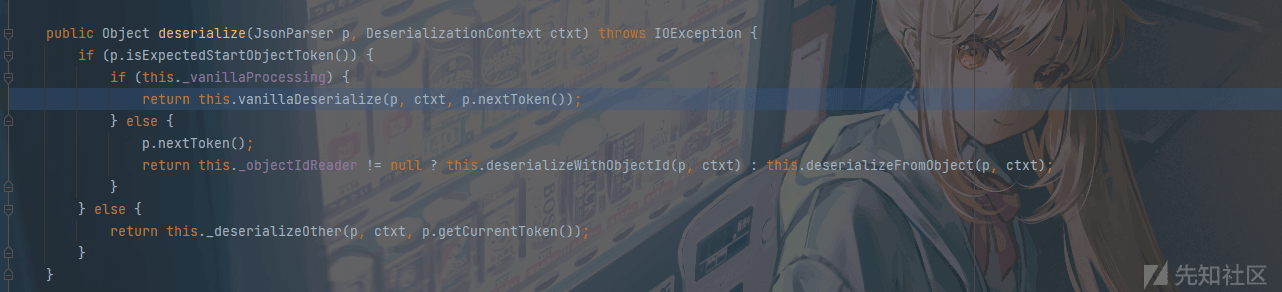 public Object deserialize(JsonParser p, DeserializationContext ctxt) throws IOException {
if (p.isExpectedStartObjectToken()) {
if (this._vanillaProcessing) {
return this.vanillaDeserialize(p, ctxt, p.nextToken());
} else {
p.nextToken();
return this._objectIdReader != null ? this.deserializeWithObjectId(p, ctxt) : this.deserializeFromObject(p, ctxt);
}
} else {
return this._deserializeOther(p, ctxt, p.getCurrentToken());
}
}
先知社区